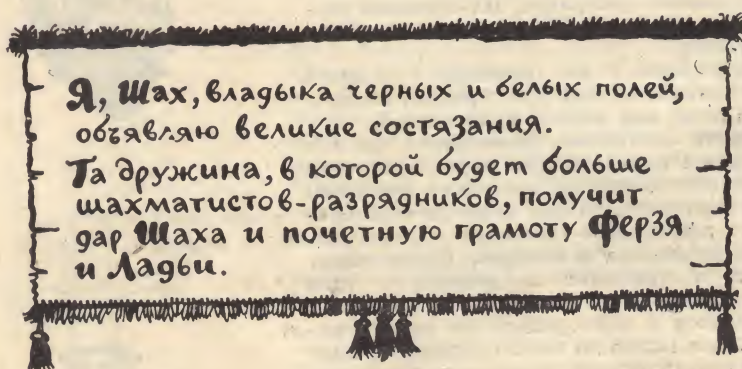 Я, Шах, владыка черных и белых полей,
объявляю великие состязания.
Та дружина, в которой будет больше
шахматистов-разрядников, получит
дар Шаха и почетную грамоту Ферзя
и Ладьи.